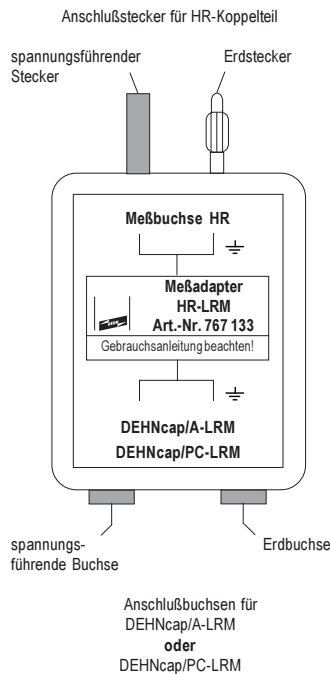 Anschlußstecker für HR-Koppelteil
spannungsführender
Stecker
Erdstecker
Meßbuchse HR
Meßadapter
HR-LRM
Art.-Nr. 767 133
Gebrauchsanleitung beachten!
DEHNcap/A-LRM
DEHNcap/PC-LRM
spannungs-
führende Buchse
Erdbuchse
Anschlußbuchsen für
DEHNcap/A-LRM
oder
DEHNcap/PC-LRM